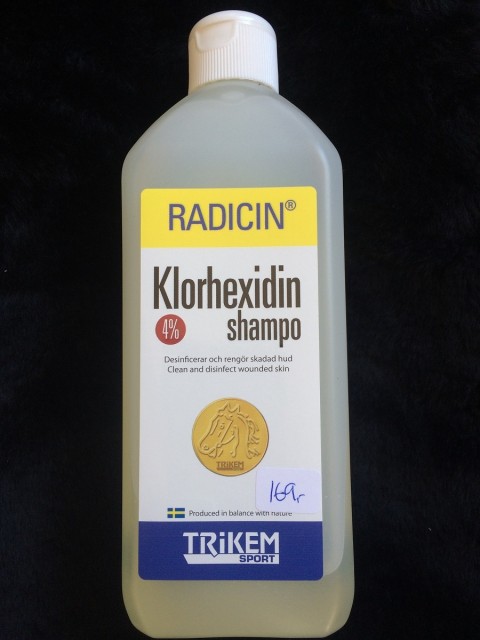 RADICIN®
Klorhexidin
4% shampo
Desinficerar och rengör skadad hud
Clean and disinfect wounded skin
TRIKEM
169,-
Produced in balance with nature
TRiKEM
SPORT